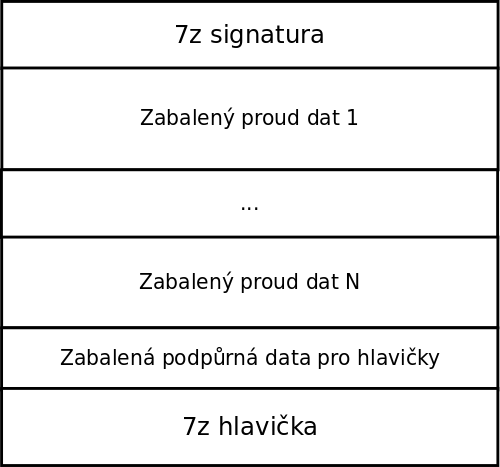 7z signatura
Zabalený proud dat 1
...
Zabalený proud dat N
Zabalená podpůrná data pro hlavičky
7z hlavička